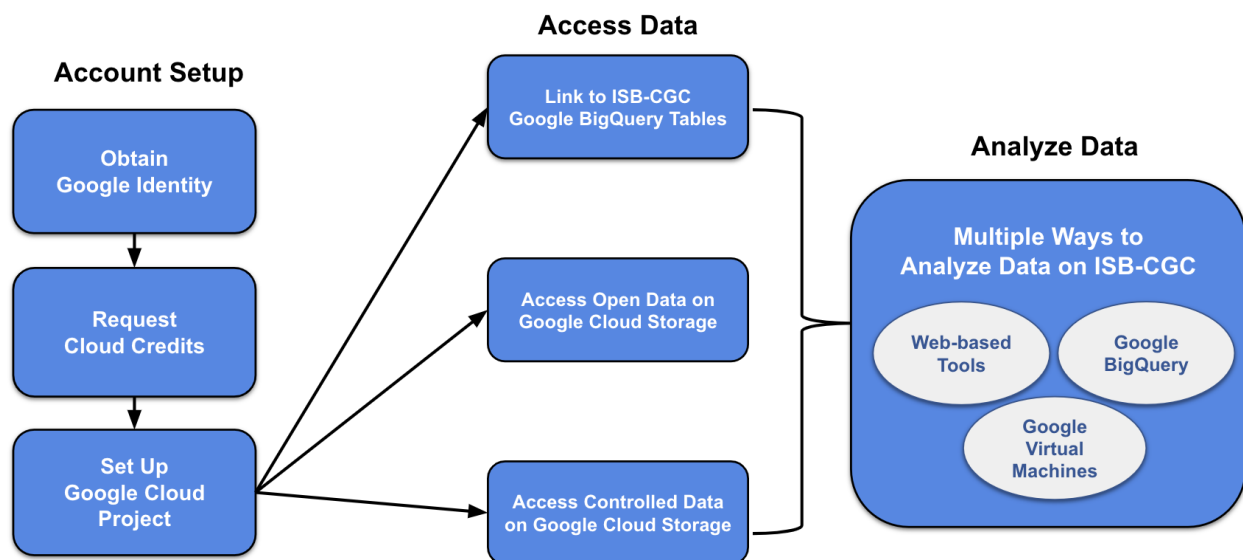 Account Setup
Obtain
Google Identity
Request
Cloud Credits
Set Up
Google Cloud
Project
Access Data
Link to ISB-CGC
Google BigQuery Tables
Access Open Data on
Google Cloud Storage
Access Controlled Data
on Google Cloud Storage
Analyze Data
Multiple Ways to
Analyze Data on ISB-CGC
Web-based
Tools
Google
BigQuery
Google
Virtual
Machines